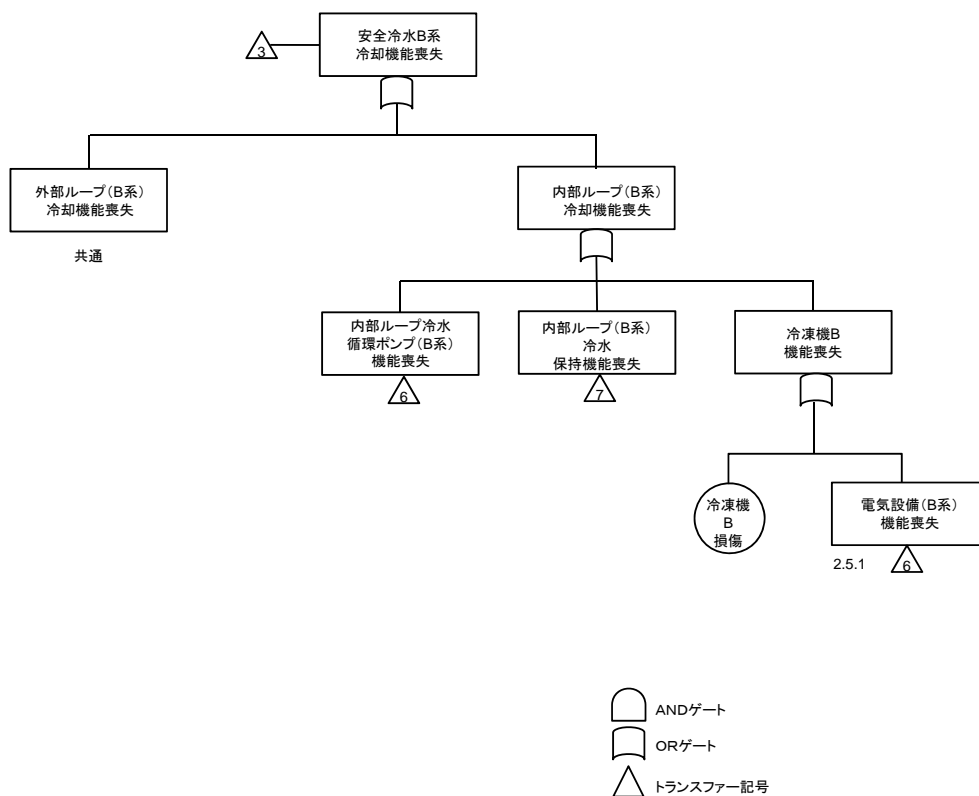 安全冷水B系
冷却機能喪失
3
外部ループ(B系)
冷却機能喪失
共通
内部ループ(B系)
冷却機能喪失
内部ループ冷水
循環ポンプ(B系)
機能喪失
6
内部ループ(B系)
冷水
保持機能喪失
7
冷凍機B
機能喪失
冷凍機
B
損傷
電気設備(B系)
機能喪失
2.5.1
6
ANDゲート
ORゲート
トランスファー記号